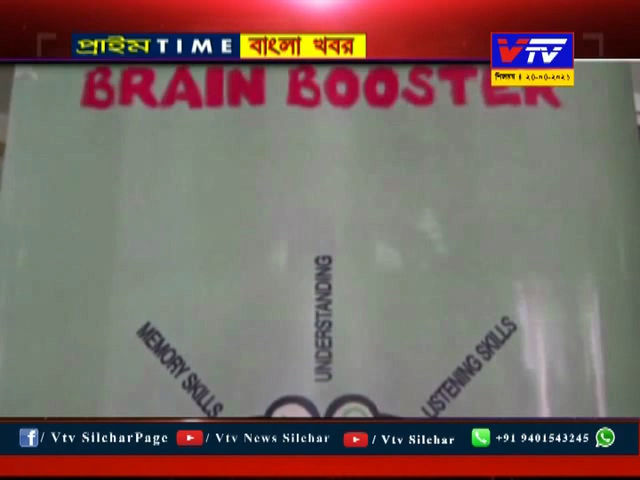 প্রাইম TIME বাংলা খবর
VTV
শিলচর
BRAIN BOOSTER
UNDERSTANDING
MEMORY SKILLS
LISTENING SKILLS
/ Vtv SilcharPage
/ Vtv News Silchar
/ Vtv Silchar
+91 9401543245